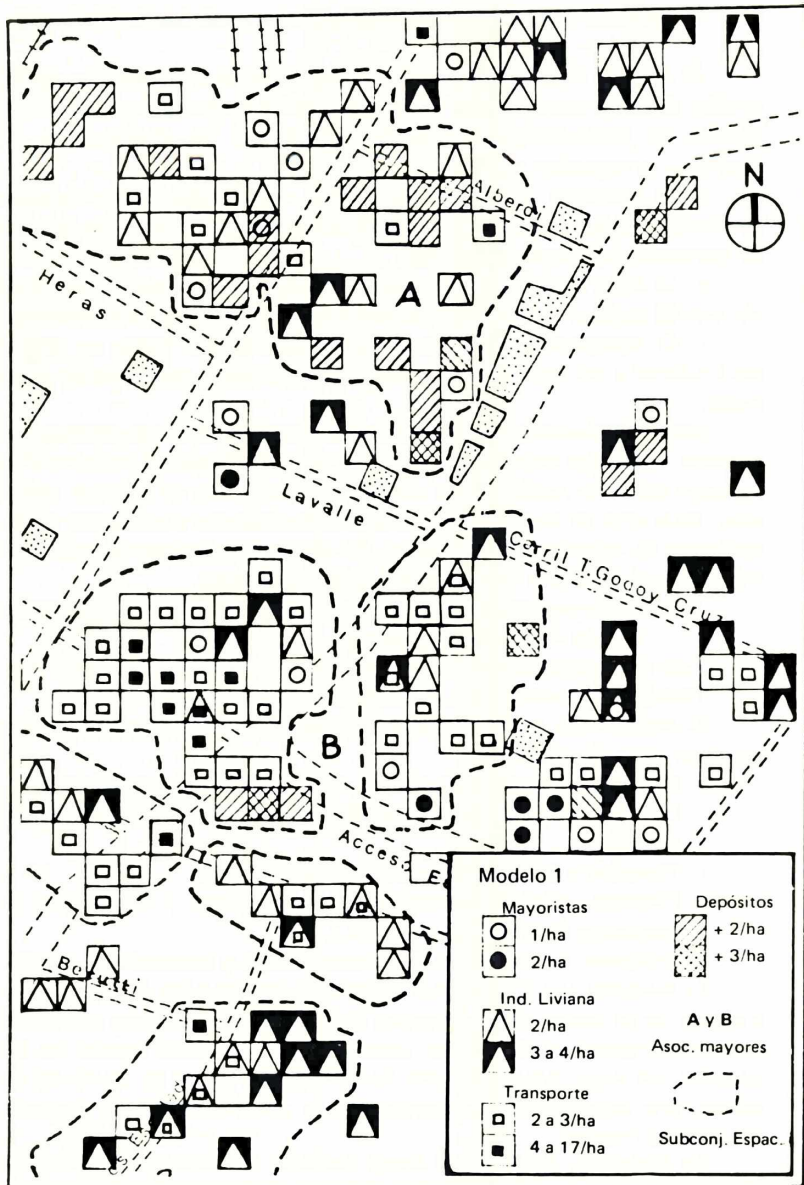 N
Alberdi
Heras
A
Lavalle
Carril T. Godoy Cruz
B
Acceso E
Berutti
Modelo 1
Mayoristas
1/ha
2/ha
Ind. Liviana
2/ha
3 a 4/ha
Transporte
2 a 3/ha
4 a 17/ha
Depósitos
+ 2/ha
+ 3/ha
A y B
Asoc. mayores
Subconj. Espac.